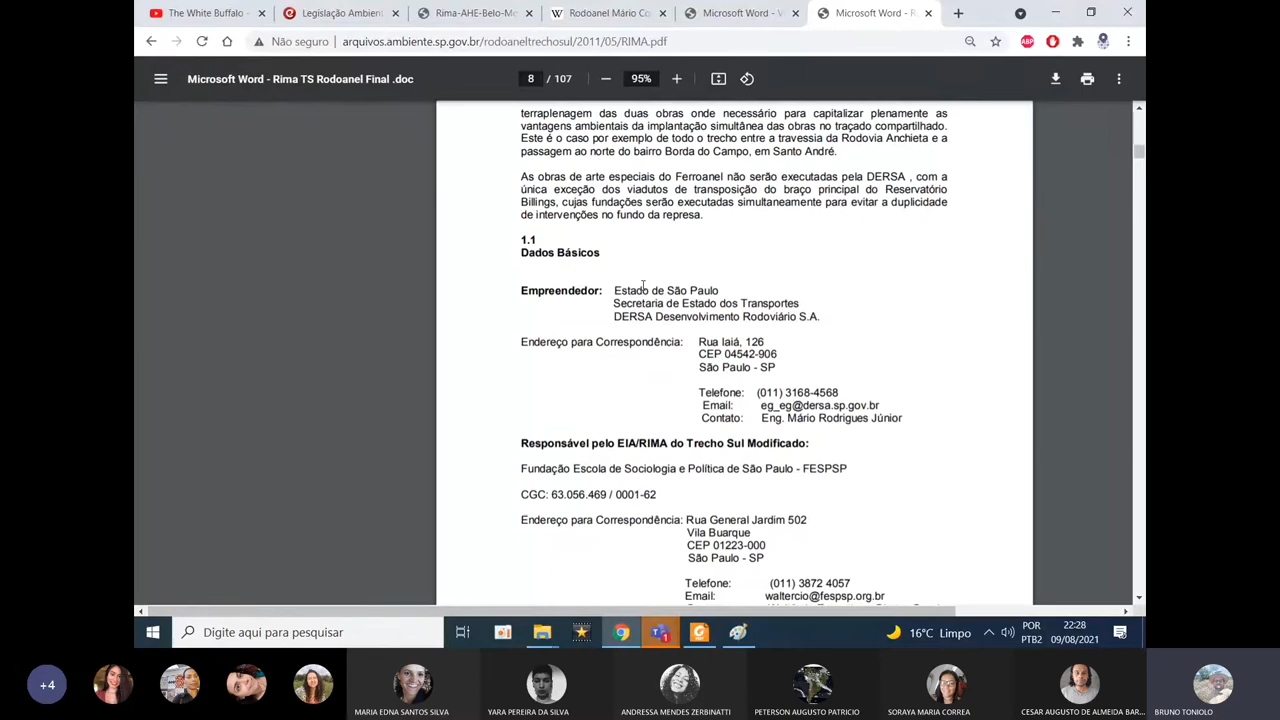 The White Buffalo -
Legislação Ambient
Rima-AHE-Belo-Mo
Rodoanel Mário Co
Microsoft Word - V
Microsoft Word - R
Não seguro
arquivos.ambiente.sp.gov.br/rodoaneltrechosul/2011/05/RIMA.pdf
ABP
Microsoft Word - Rima TS Rodoanel Final .doc
8 / 107
95%
terraplenagem das duas obras onde necessário para capitalizar plenamente as
vantagens ambientais da implantação simultânea das obras no traçado compartilhado.
Este é o caso por exemplo de todo o trecho entre a travessia da Rodovia Anchieta e a
passagem ao norte do bairro Borda do Campo, em Santo André.
As obras de arte especiais do Ferroanel não serão executadas pela DERSA , com a
única exceção dos viadutos de transposição do braço principal do Reservatório
Billings, cujas fundações serão executadas simultaneamente para evitar a duplicidade
de intervenções no fundo da represa.
1.1
Dados Básicos
Empreendedor: Estado de São Paulo
Secretaria de Estado dos Transportes
DERSA Desenvolvimento Rodoviário S.A.
Endereço para Correspondência: Rua Iaiá, 126
CEP 04542-906
São Paulo - SP
Telefone: (011) 3168-4568
Email: eg_eg@dersa.sp.gov.br
Contato: Eng. Mário Rodrigues Júnior
Responsável pelo EIA/RIMA do Trecho Sul Modificado:
Fundação Escola de Sociologia e Política de São Paulo - FESPSP
CGC: 63.056.469 / 0001-62
Endereço para Correspondência: Rua General Jardim 502
Vila Buarque
CEP 01223-000
São Paulo - SP
Telefone: (011) 3872 4057
Email: waltercio@fespsp.org.br
Digite aqui para pesquisar
1
16°C Limpo
POR
PTB2
22:28
09/08/2021
+4
MARIA EDNA SANTOS SILVA
YARA PEREIRA DA SILVA
ANDRESSA MENDES ZERBINATTI
PETERSON AUGUSTO PATRICIO
SORAYA MARIA CORREA
CESAR AUGUSTO DE ALMEIDA BAR...
BRUNO TONIOLO